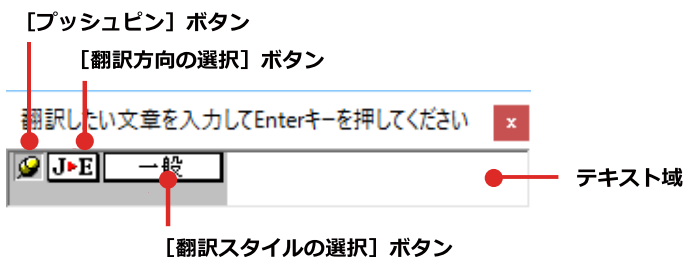 ［プッシュピン］ボタン
［翻訳方向の選択］ボタン
翻訳したい文章を入力してEnterキーを押してください
x
J▶E
一般
テキスト域
［翻訳スタイルの選択］ボタン